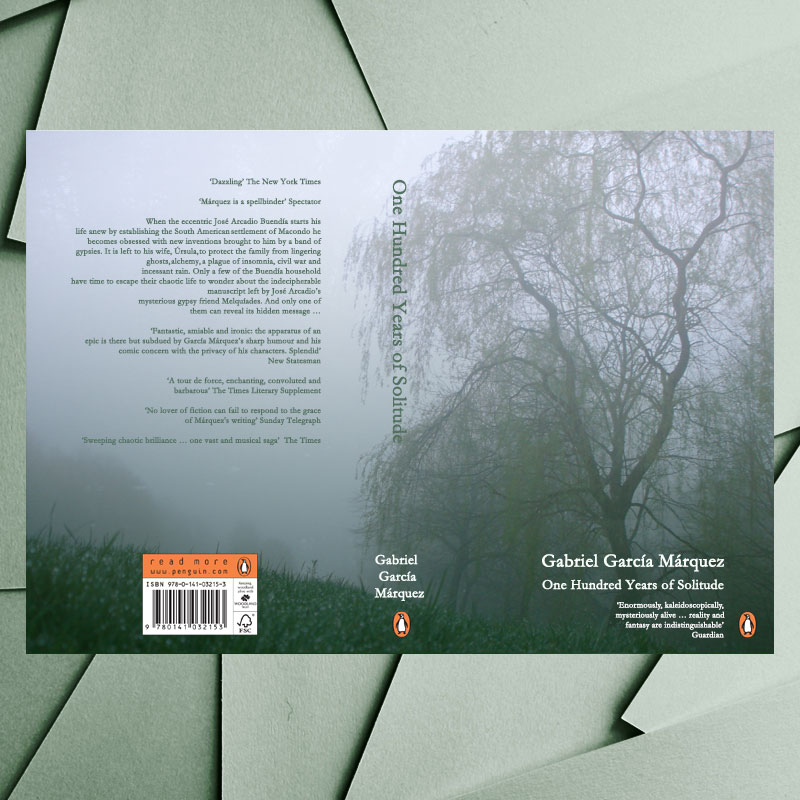 ‘Dazzling’ The New York Times
‘Márquez is a spellbinder’ Spectator
When the eccentric José Arcadio Buendía starts his
life anew by establishing the South American settlement of Macondo he
becomes obsessed with new inventions brought to him by a band of
gypsies. It is left to his wife, Úrsula,to protect the family from lingering
ghosts,alchemy, a plague of insomnia, civil war and
incessant rain. Only a few of the Buendía household
have time to escape their chaotic life to wonder about the indecipherable
manuscript left by José Arcadio's
mysterious gypsy friend Melquíades. And only one of
them can reveal its hidden message ...
‘Fantastic, amiable and ironic: the apparatus of an
epic is there but subdued by García Márquez's sharp humour and his
comic concern with the privacy of his characters. Splendid’
New Statesman
‘A tour de force, enchanting, convoluted and
barbarous’ The Times Literary Supplement
‘No lover of fiction can fail to respond to the grace
of Márquez's writing’ Sunday Telegraph
‘Sweeping chaotic brilliance ... one vast and musical saga’ The Times
read more
www.penguin.com
ISBN 978-0-141-03215-3
9 780141 032153
FSC
One Hundred Years of Solitude
Gabriel
García
Márquez
Gabriel García Márquez
One Hundred Years of Solitude
‘Enormously, kaleidoscopically,
mysteriously alive ... reality and
fantasy are indistinguishable’
Guardian